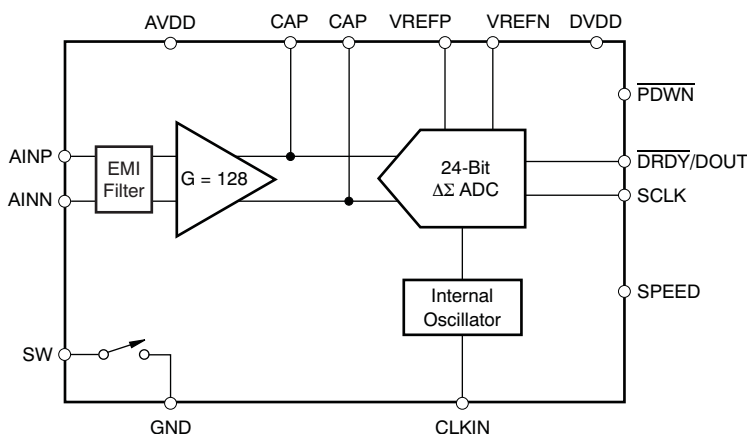 AVDD
CAP
CAP
VREFP
VREFN
DVDD
PDWN
AINP
EMI
Filter
G = 128
24-Bit
ΔΣ ADC
DRDY/DOUT
AINN
SCLK
Internal
Oscillator
SPEED
SW
GND
CLKIN